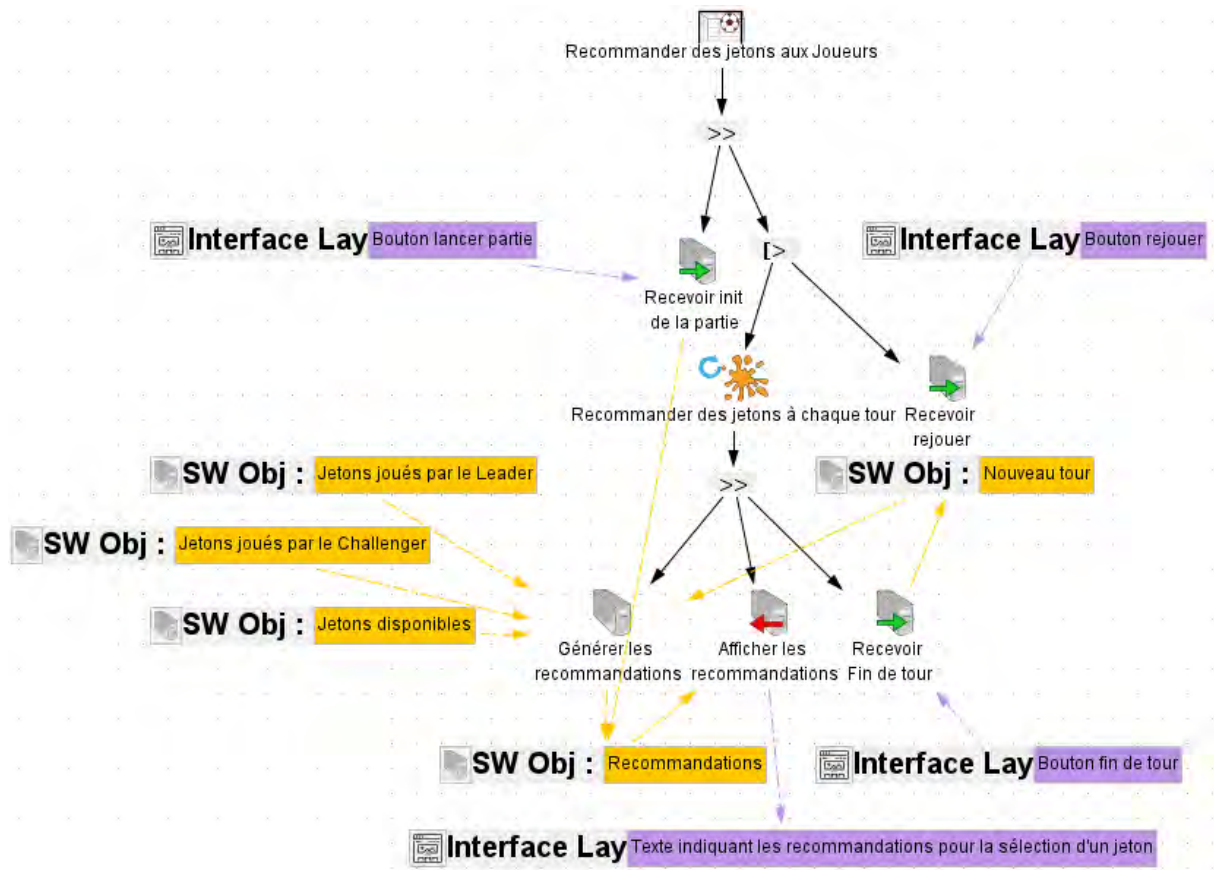 Recommander des jetons aux Joueurs
>>
Interface Lay Bouton lancer partie
[>
Interface Lay Bouton rejouer
Recevoir init
de la partie
Recommander des jetons à chaque tour
Recevoir
rejouer
SW Obj : Jetons joués par le Leader
>>
SW Obj : Nouveau tour
SW Obj : Jetons joués par le Challenger
SW Obj : Jetons disponibles
Générer les
recommandations
Afficher les
recommandations
Recevoir
Fin de tour
SW Obj : Recommandations
Interface Lay Bouton fin de tour
Interface Lay Texte indiquant les recommandations pour la sélection d'un jeton